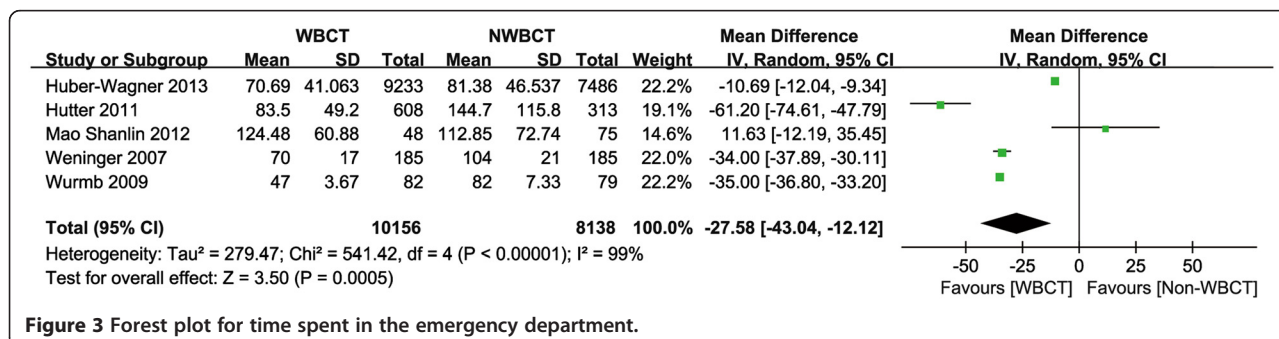 WBCT NWBCT Mean Difference Mean Difference
Study or Subgroup Mean SD Total Mean SD Total Weight IV, Random, 95% CI IV, Random, 95% CI
Huber-Wagner 2013 70.69 41.063 9233 81.38 46.537 7486 22.2% -10.69 [-12.04, -9.34]
Hutter 2011 83.5 49.2 608 144.7 115.8 313 19.1% -61.20 [-74.61, -47.79]
Mao Shanlin 2012 124.48 60.88 48 112.85 72.74 75 14.6% 11.63 [-12.19, 35.45]
Weninger 2007 70 17 185 104 21 185 22.0% -34.00 [-37.89, -30.11]
Wurmb 2009 47 3.67 82 82 7.33 79 22.2% -35.00 [-36.80, -33.20]
Total (95% CI) 10156 8138 100.0% -27.58 [-43.04, -12.12]
Heterogeneity: Tau² = 279.47; Chi² = 541.42, df = 4 (P < 0.00001); I² = 99%
Test for overall effect: Z = 3.50 (P = 0.0005)
-50 -25 0 25 50
Favours [WBCT] Favours [Non-WBCT]
Figure 3 Forest plot for time spent in the emergency department.